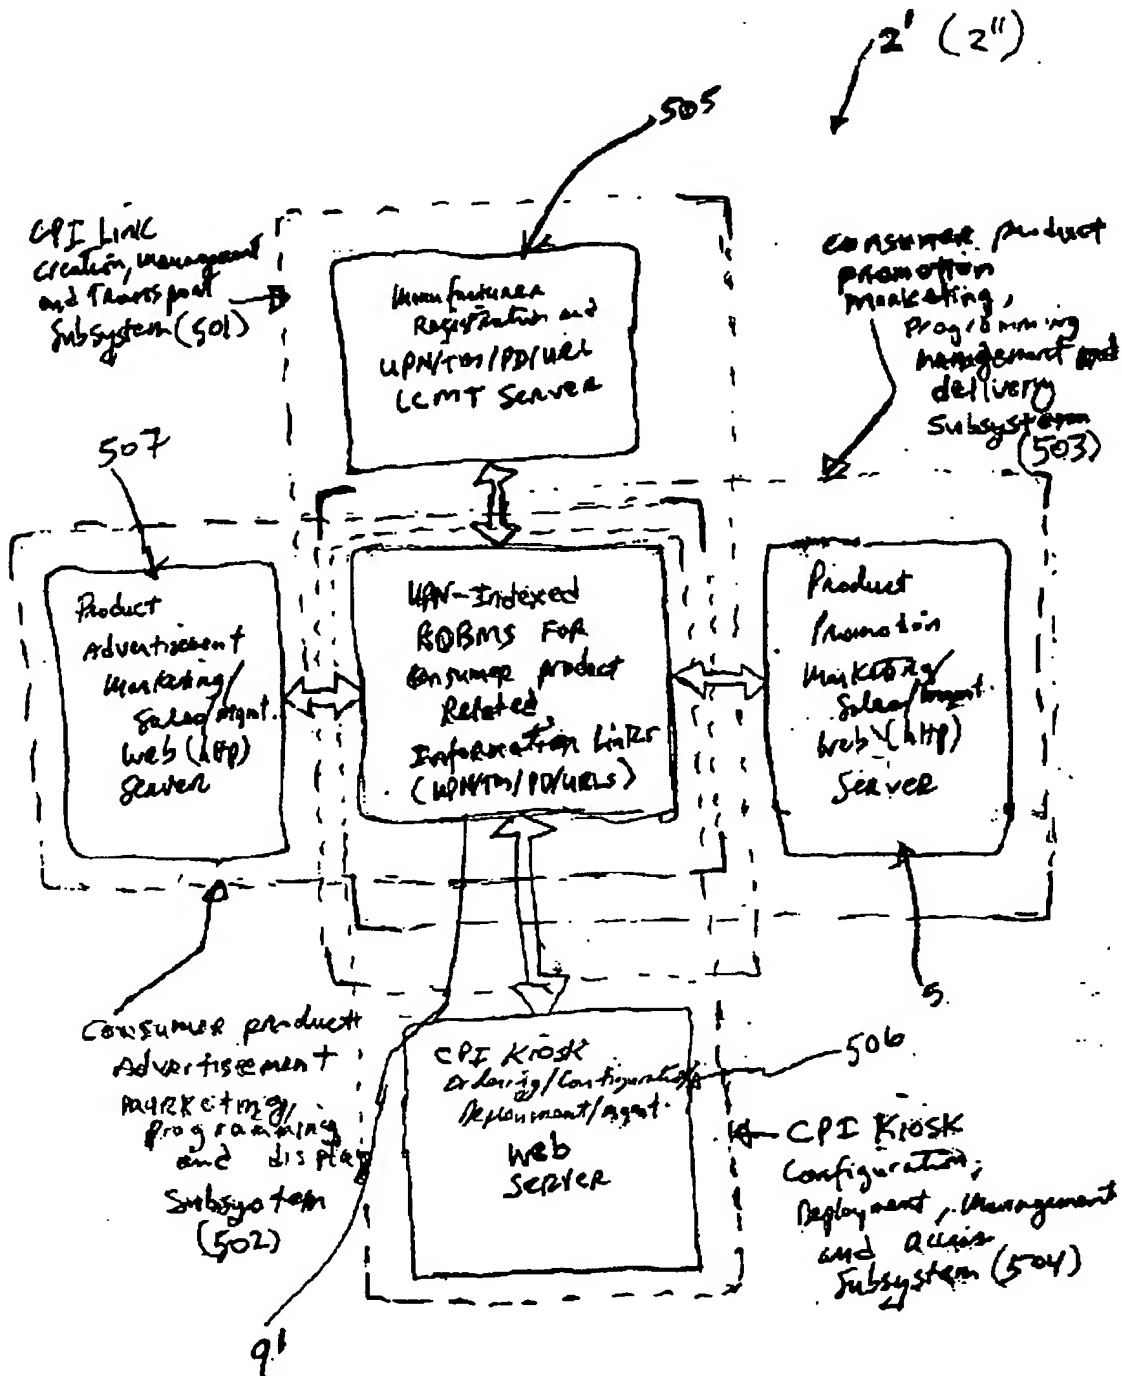 2' (2")
505
CPI Link
Creation, Management
and Transport
Subsystem (501)
Manufacturer
Registration and
UPN/TM/PD/URL
LCMT Server
Consumer product
promotion
marketing,
programming
management and
delivery
Subsystem
(503)
507
Product
Advertisement
Marketing/
Sales/Mgmt.
Web (http)
Server
UPN-Indexed
RDBMS FOR
Consumer product
Related
Information Links
(UPN/TM/PD/URLs)
Product
Promotion
Marketing/
Sales/Mgmt.
Web (http)
Server
Consumer product
Advertisement
marketing,
programming
and display
Subsystem
(502)
CPI Kiosk
Ordering/Configuration
Deployment/Mgmt.
Web
Server
506
CPI Kiosk
Configuration,
Deployment, Management
and Access
Subsystem (504)
9'